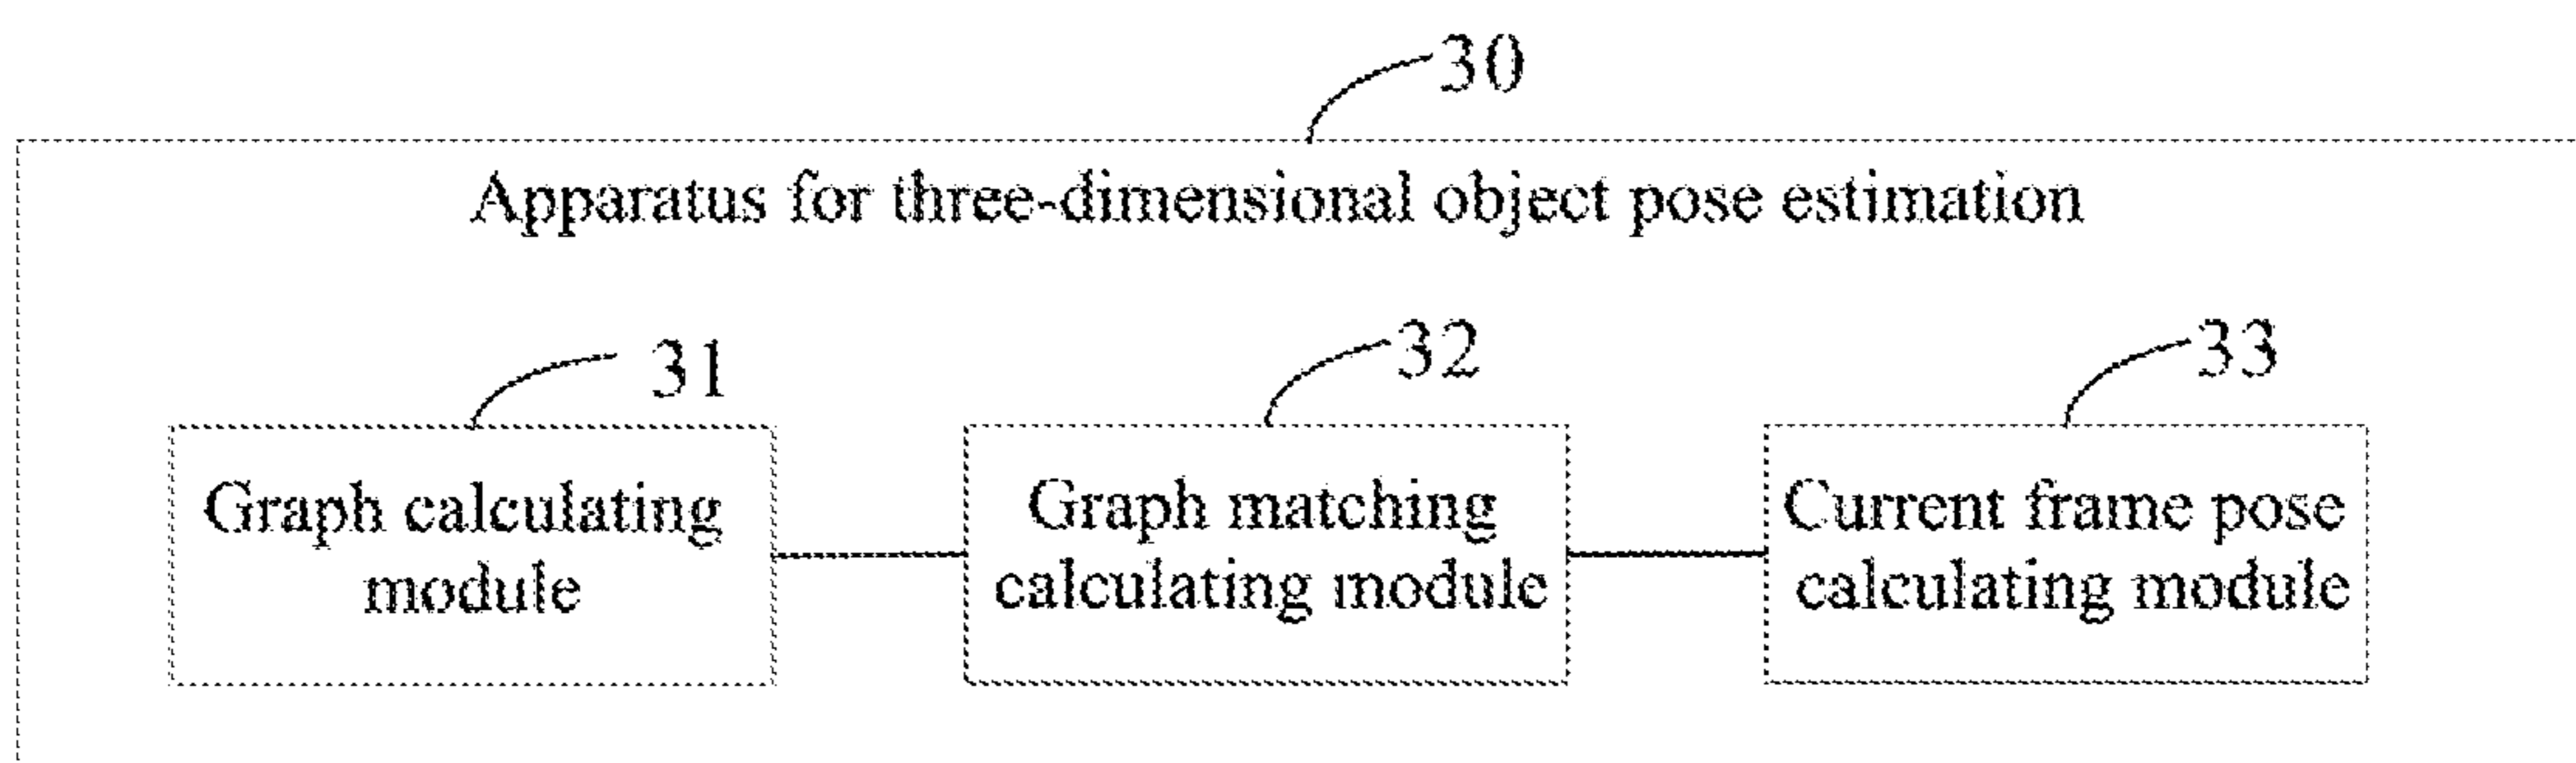 30
Apparatus for three-dimensional object pose estimation
31
32
33
Graph calculating
module
Graph matching
calculating module
Current frame pose
calculating module